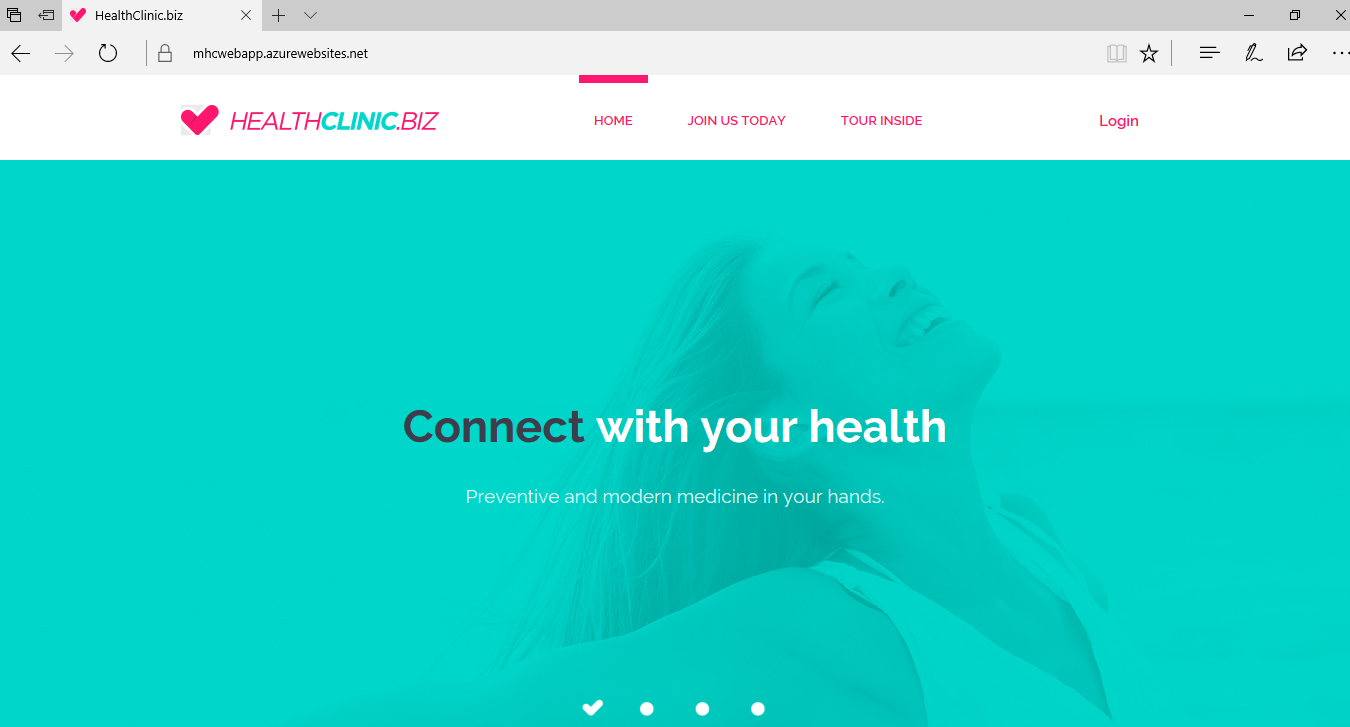 HealthClinic.biz
mhcwebapp.azurewebsites.net
HEALTHCLINIC.BIZ
HOME
JOIN US TODAY
TOUR INSIDE
Login
Connect with your health
Preventive and modern medicine in your hands.